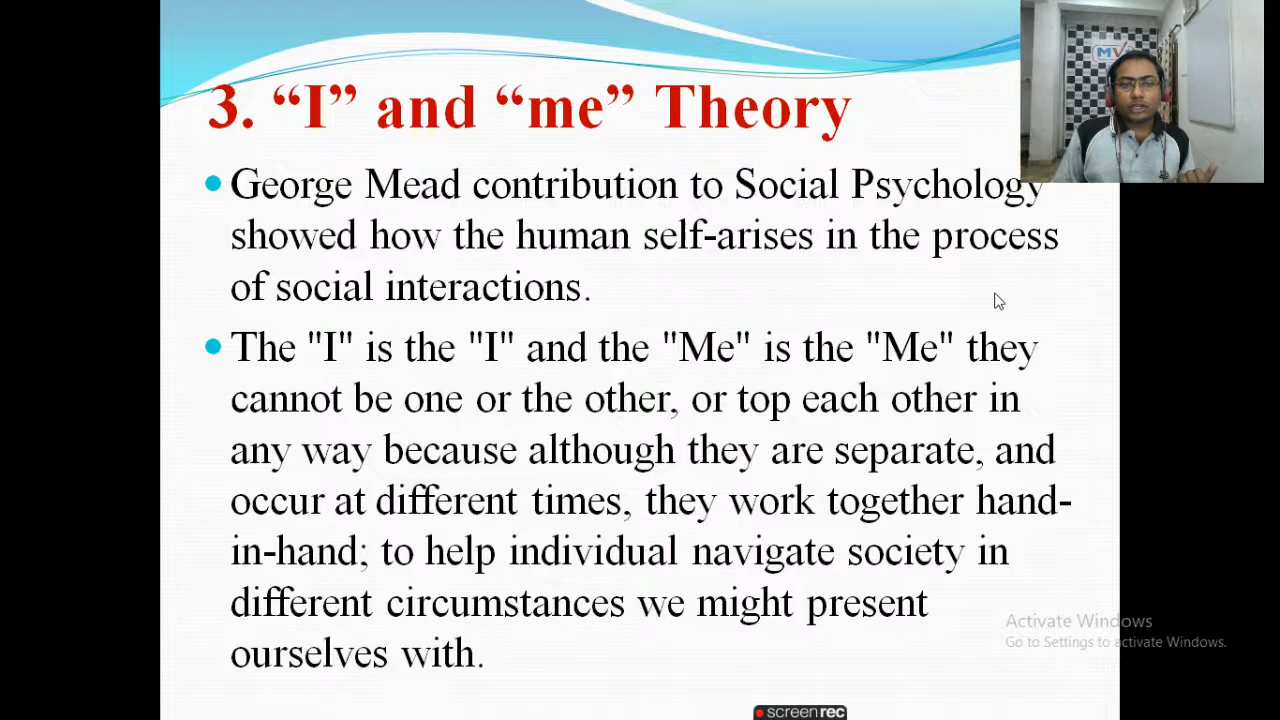 3. “I” and “me” Theory
George Mead contribution to Social Psychology
showed how the human self-arises in the process
of social interactions.
The "I" is the "I" and the "Me" is the "Me" they
cannot be one or the other, or top each other in
any way because although they are separate, and
occur at different times, they work together hand-
in-hand; to help individual navigate society in
different circumstances we might present
ourselves with.
Activate Windows
Go to Settings to activate Windows.
screenrec